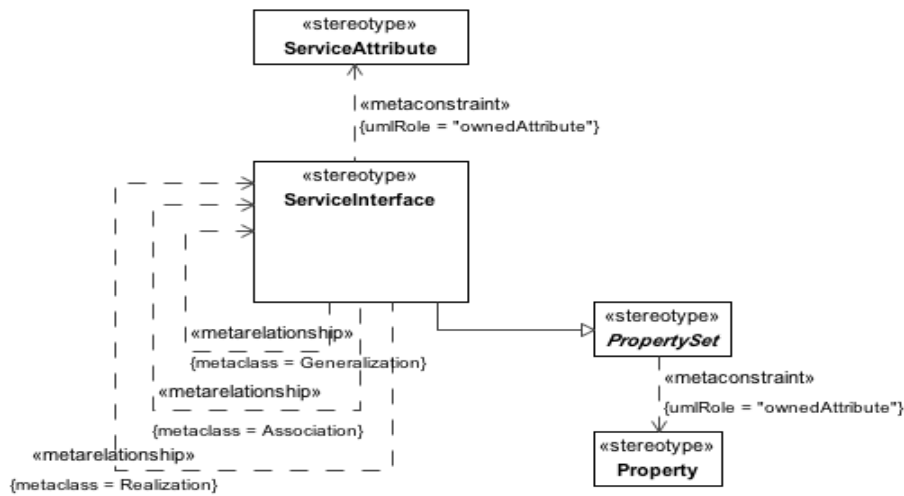 «stereotype»
ServiceAttribute
«metaconstraint»
{umlRole = "ownedAttribute"}
«stereotype»
ServiceInterface
«metarelationship»
{metaclass = Generalization}
«metarelationship»
{metaclass = Association}
«metarelationship»
{metaclass = Realization}
«stereotype»
PropertySet
«metaconstraint»
{umlRole = "ownedAttribute"}
«stereotype»
Property